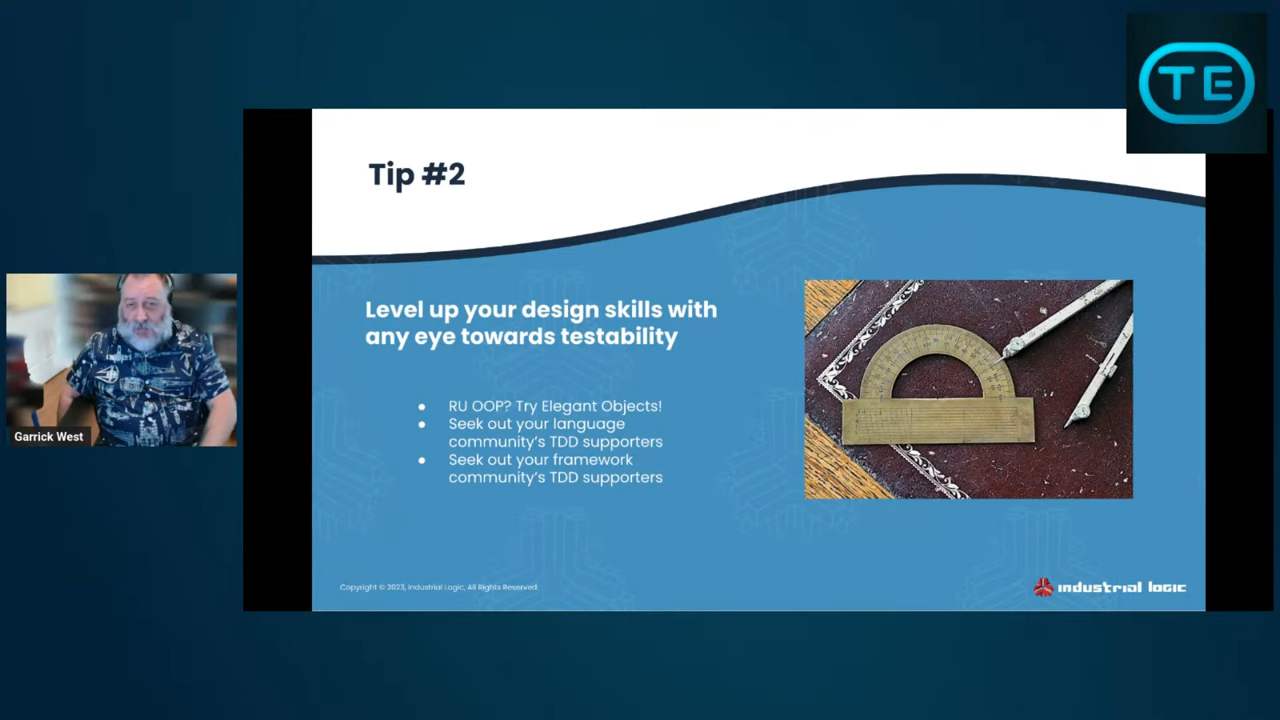 TE
Tip #2
Level up your design skills with
any eye towards testability
● RU OOP? Try Elegant Objects!
● Seek out your language
community's TDD supporters
● Seek out your framework
community's TDD supporters
Garrick West
Copyright © 2023, Industrial Logic, All Rights Reserved.
industrial logic